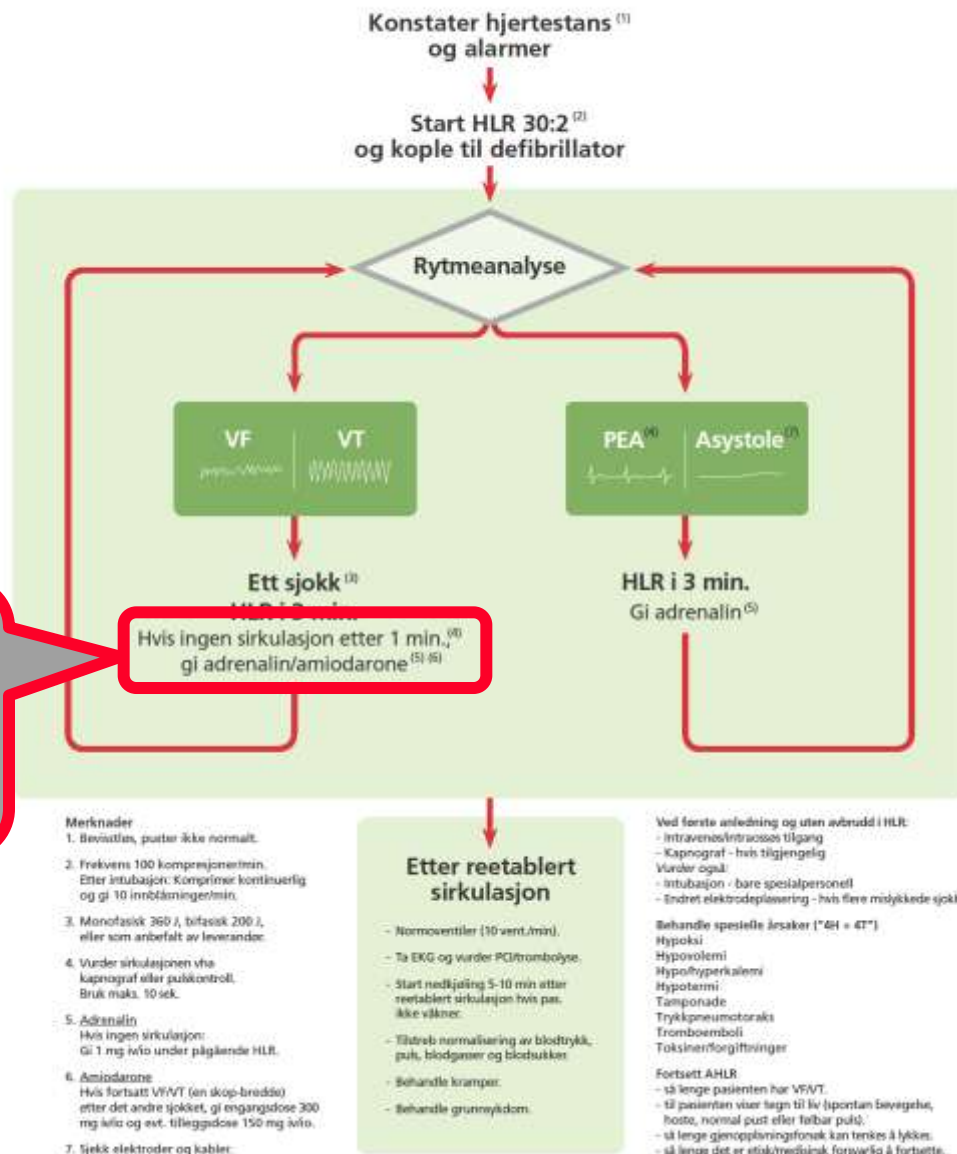 Konstater hjertestans (1)
og alarmer
Start HLR 30:2 (2)
og kople til defibrillator
Rytmeanalyse
VF
VT
PEA (4)
Asystole (7)
Ett sjokk (3)
HLR i 3 min.
Hvis ingen sirkulasjon etter 1 min., (4)
gi adrenalin/amiodarone (5) (6)
HLR i 3 min.
Gi adrenalin (5)
Merknader
1. Bevisstløs, puster ikke normalt.
2. Frekvens 100 kompresjoner/min.
Etter intubasjon: Komprimer kontinuerlig
og gi 10 innblåsninger/min.
3. Monofasisk 360 J, bifasisk 200 J,
eller som anbefalt av leverandør.
4. Vurder sirkulasjonen vha
kapnograf eller pulskontroll.
Bruk maks. 10 sek.
5. Adrenalin
Hvis ingen sirkulasjon:
Gi 1 mg iv/io under pågående HLR.
6. Amiodarone
Hvis fortsatt VF/VT (en skop-bredde)
etter det andre sjokket, gi engangsdose 300
mg iv/io og evt. tilleggsdose 150 mg iv/io.
7. Sjekk elektroder og kabler.
Etter reetablert
sirkulasjon
- Normoventiler (10 vent./min).
- Ta EKG og vurder PCI/trombolyse.
- Start nedkjøling 5-10 min etter
reetablert sirkulasjon hvis pas.
ikke våkner.
- Tilstreb normalisering av blodtrykk,
puls, blodgasser og blodsukker.
- Behandle kramper.
- Behandle grunnsykdom.
Ved første anledning og uten avbrudd i HLR:
- Intravenøs/intraossøs tilgang
- Kapnograf - hvis tilgjengelig
Vurder også:
- Intubasjon - bare spesialpersonell
- Endret elektrodeplassering - hvis flere mislykkede sjokk
Behandle spesielle årsaker ("4H + 4T")
Hypoksi
Hypovolemi
Hypo/hyperkalemi
Hypotermi
Tamponade
Trykkpneumotoraks
Tromboemboli
Toksiner/forgiftninger
Fortsett AHLR
- så lenge pasienten har VF/VT.
- til pasienten viser tegn til liv (spontan bevegelse,
hoste, normal pust eller følbar puls).
- så lenge gjenopplivningsforsøk kan tenkes å lykkes.
- så lenge det er etisk/medisinsk forsvarlig å fortsette.